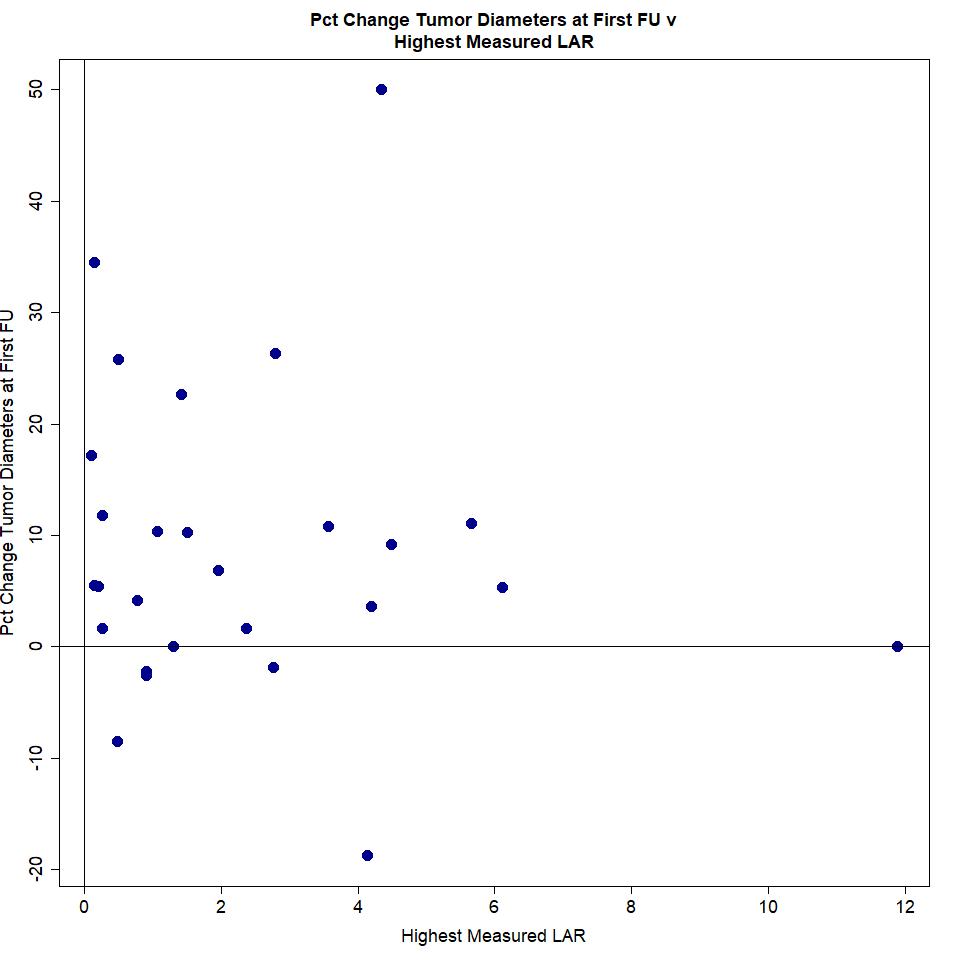 Pct Change Tumor Diameters at First FU v
Highest Measured LAR
Pct Change Tumor Diameters at First FU
50
40
30
20
10
0
-10
-20
0 2 4 6 8 10 12
Highest Measured LAR